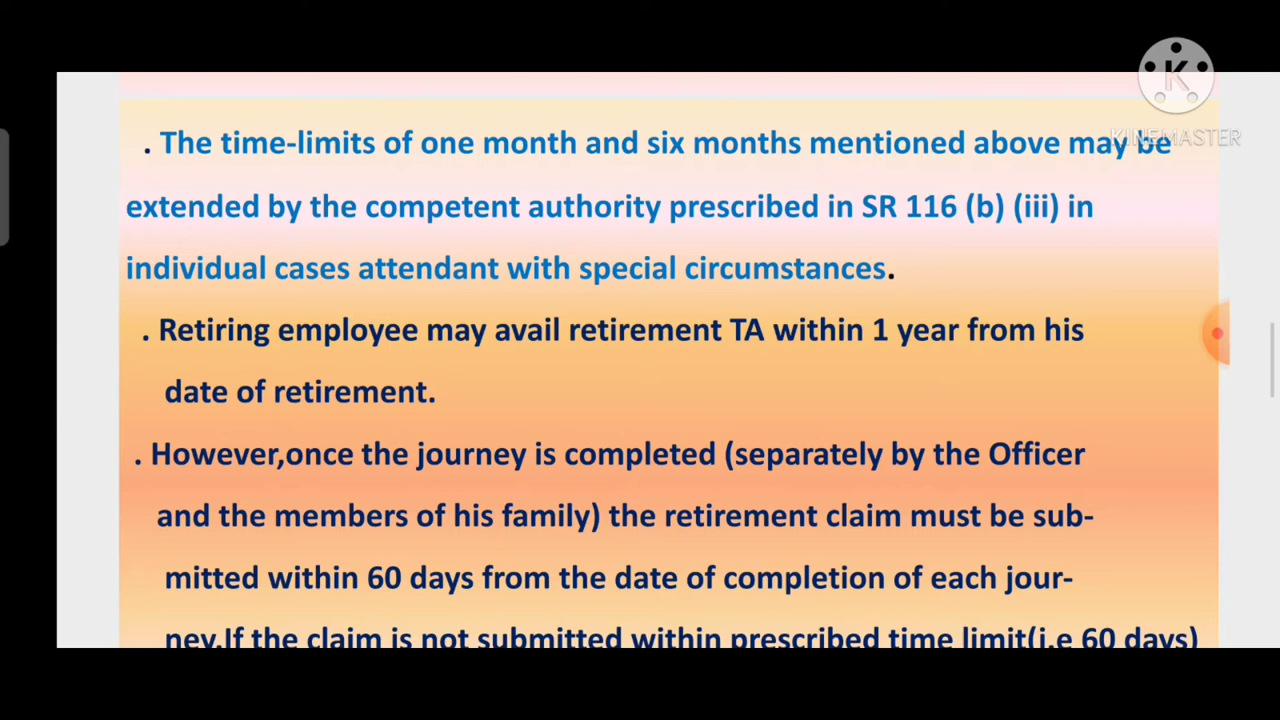 K
KINEMASTER
. The time-limits of one month and six months mentioned above may be
extended by the competent authority prescribed in SR 116 (b) (iii) in
individual cases attendant with special circumstances.
. Retiring employee may avail retirement TA within 1 year from his
date of retirement.
. However,once the journey is completed (separately by the Officer
and the members of his family) the retirement claim must be sub-
mitted within 60 days from the date of completion of each jour-
ney.If the claim is not submitted within prescribed time limit(i.e 60 days)